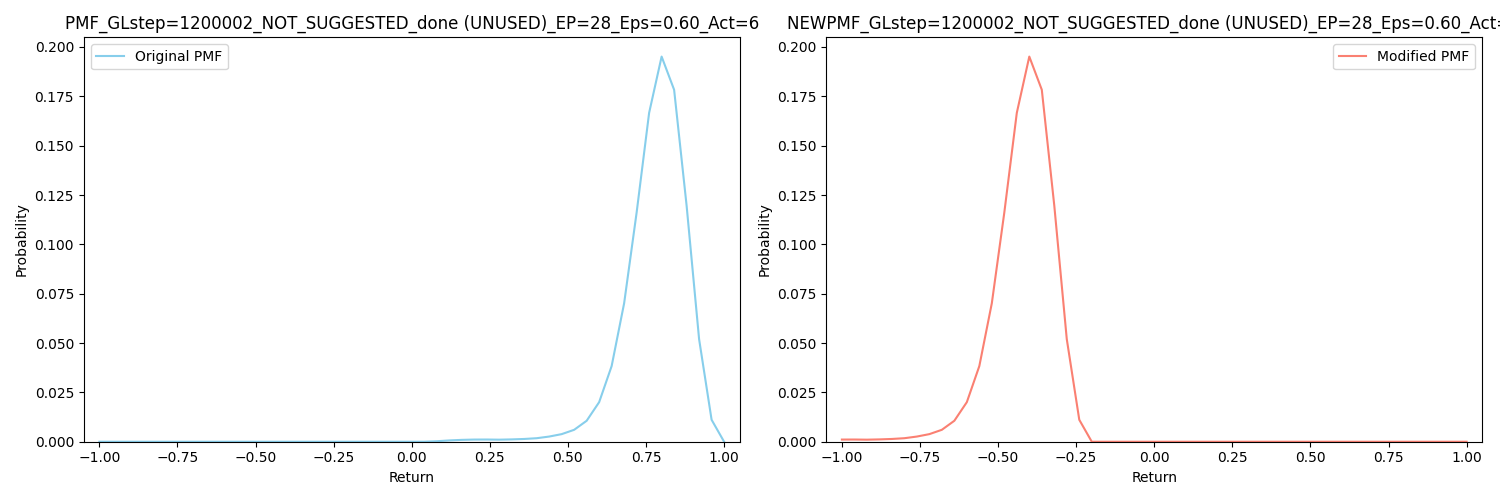 PMF_GLstep=1200002_NOT_SUGGESTED_done (UNUSED)_EP=28_Eps=0.60_Act=6
Original PMF
0.200
0.175
0.150
0.125
0.100
0.075
0.050
0.025
0.000
Probability
−1.00 −0.75 −0.50 −0.25 0.00 0.25 0.50 0.75 1.00
Return
NEWPMF_GLstep=1200002_NOT_SUGGESTED_done (UNUSED)_EP=28_Eps=0.60_Act=
Modified PMF
0.200
0.175
0.150
0.125
0.100
0.075
0.050
0.025
0.000
Probability
−1.00 −0.75 −0.50 −0.25 0.00 0.25 0.50 0.75 1.00
Return